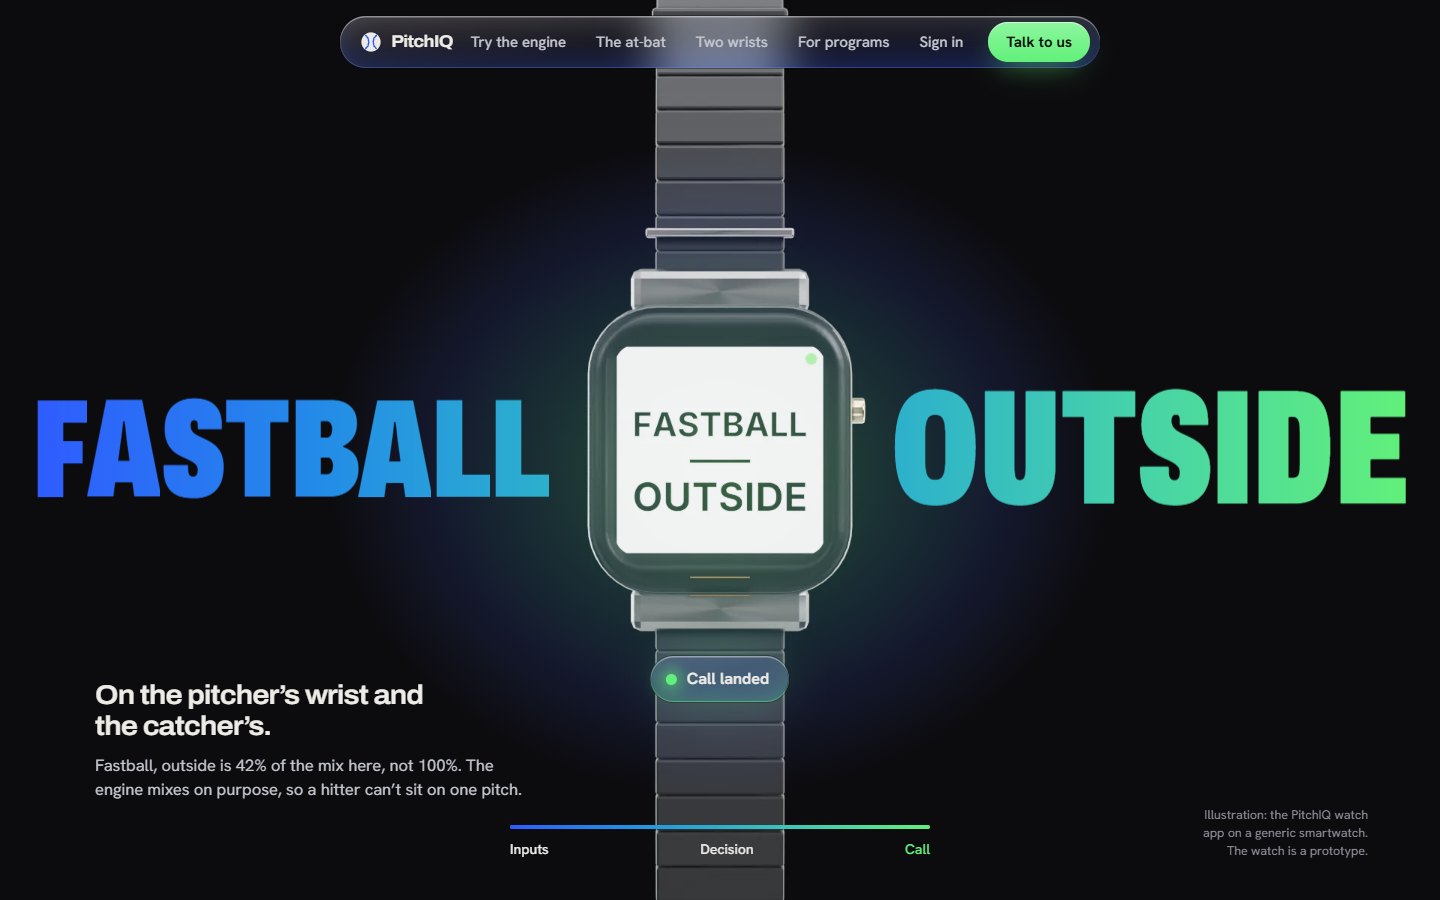 PitchIQ Try the engine The at-bat Two wrists For programs Sign in Talk to us
FASTBALL
OUTSIDE
FASTBALL
OUTSIDE
Call landed
On the pitcher’s wrist and
the catcher’s.
Fastball, outside is 42% of the mix here, not 100%. The
engine mixes on purpose, so a hitter can’t sit on one pitch.
Inputs Decision Call
Illustration: the PitchIQ watch
app on a generic smartwatch.
The watch is a prototype.